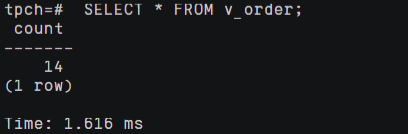 tpch=#  SELECT * FROM v_order;
 count
-------
    14
(1 row)

Time: 1.616 ms